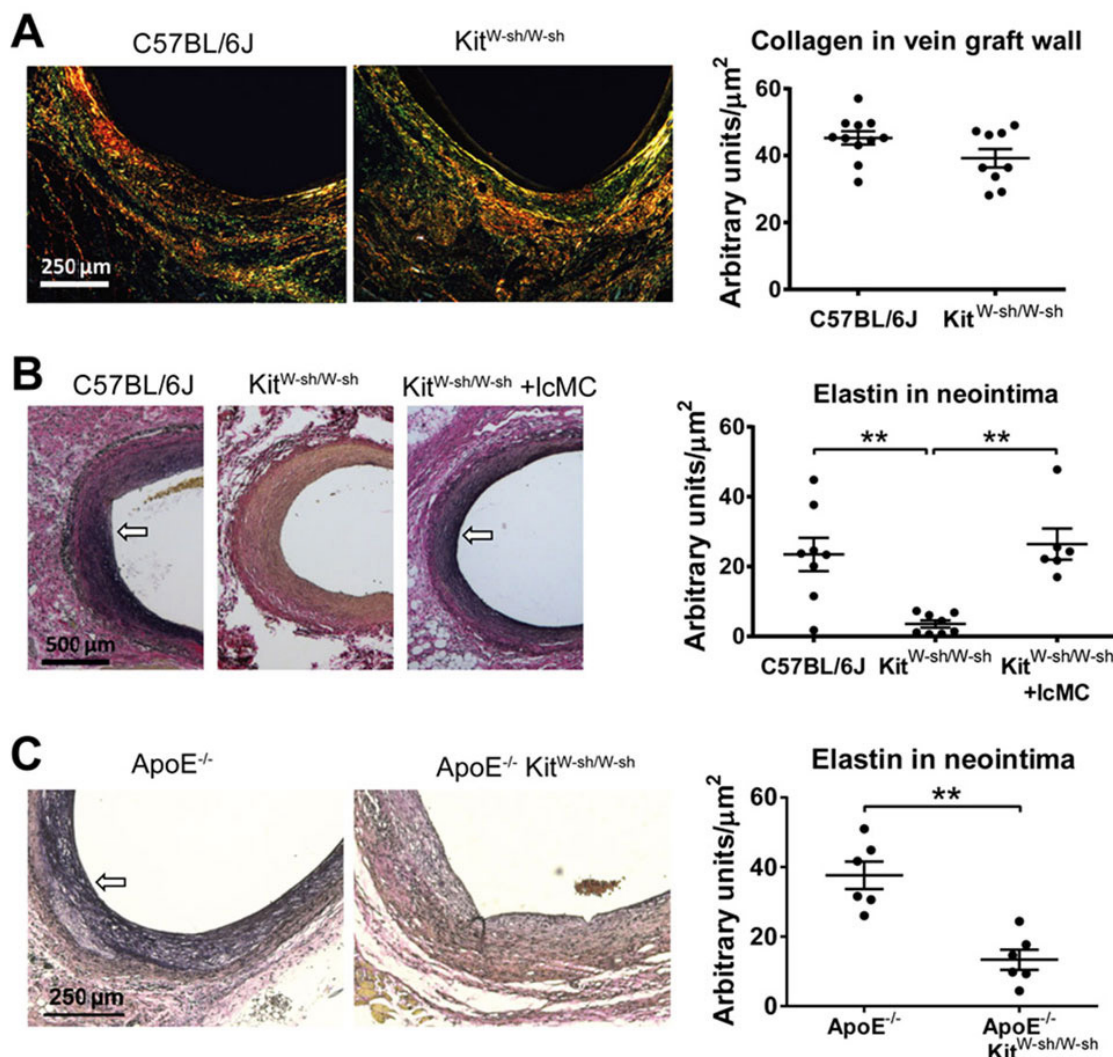 A
C57BL/6J
Kit^W-sh/W-sh
250 µm
Collagen in vein graft wall
Arbitrary units/µm²
60
40
20
0
C57BL/6J
Kit^W-sh/W-sh
B
C57BL/6J
Kit^W-sh/W-sh
Kit^W-sh/W-sh +IcMC
500 µm
Elastin in neointima
Arbitrary units/µm²
60
40
20
0
**
**
C57BL/6J
Kit^W-sh/W-sh
Kit^W-sh/W-sh
+IcMC
C
ApoE^-/-
ApoE^-/- Kit^W-sh/W-sh
250 µm
Elastin in neointima
Arbitrary units/µm²
60
40
20
0
**
ApoE^-/-
ApoE^-/-
Kit^W-sh/W-sh